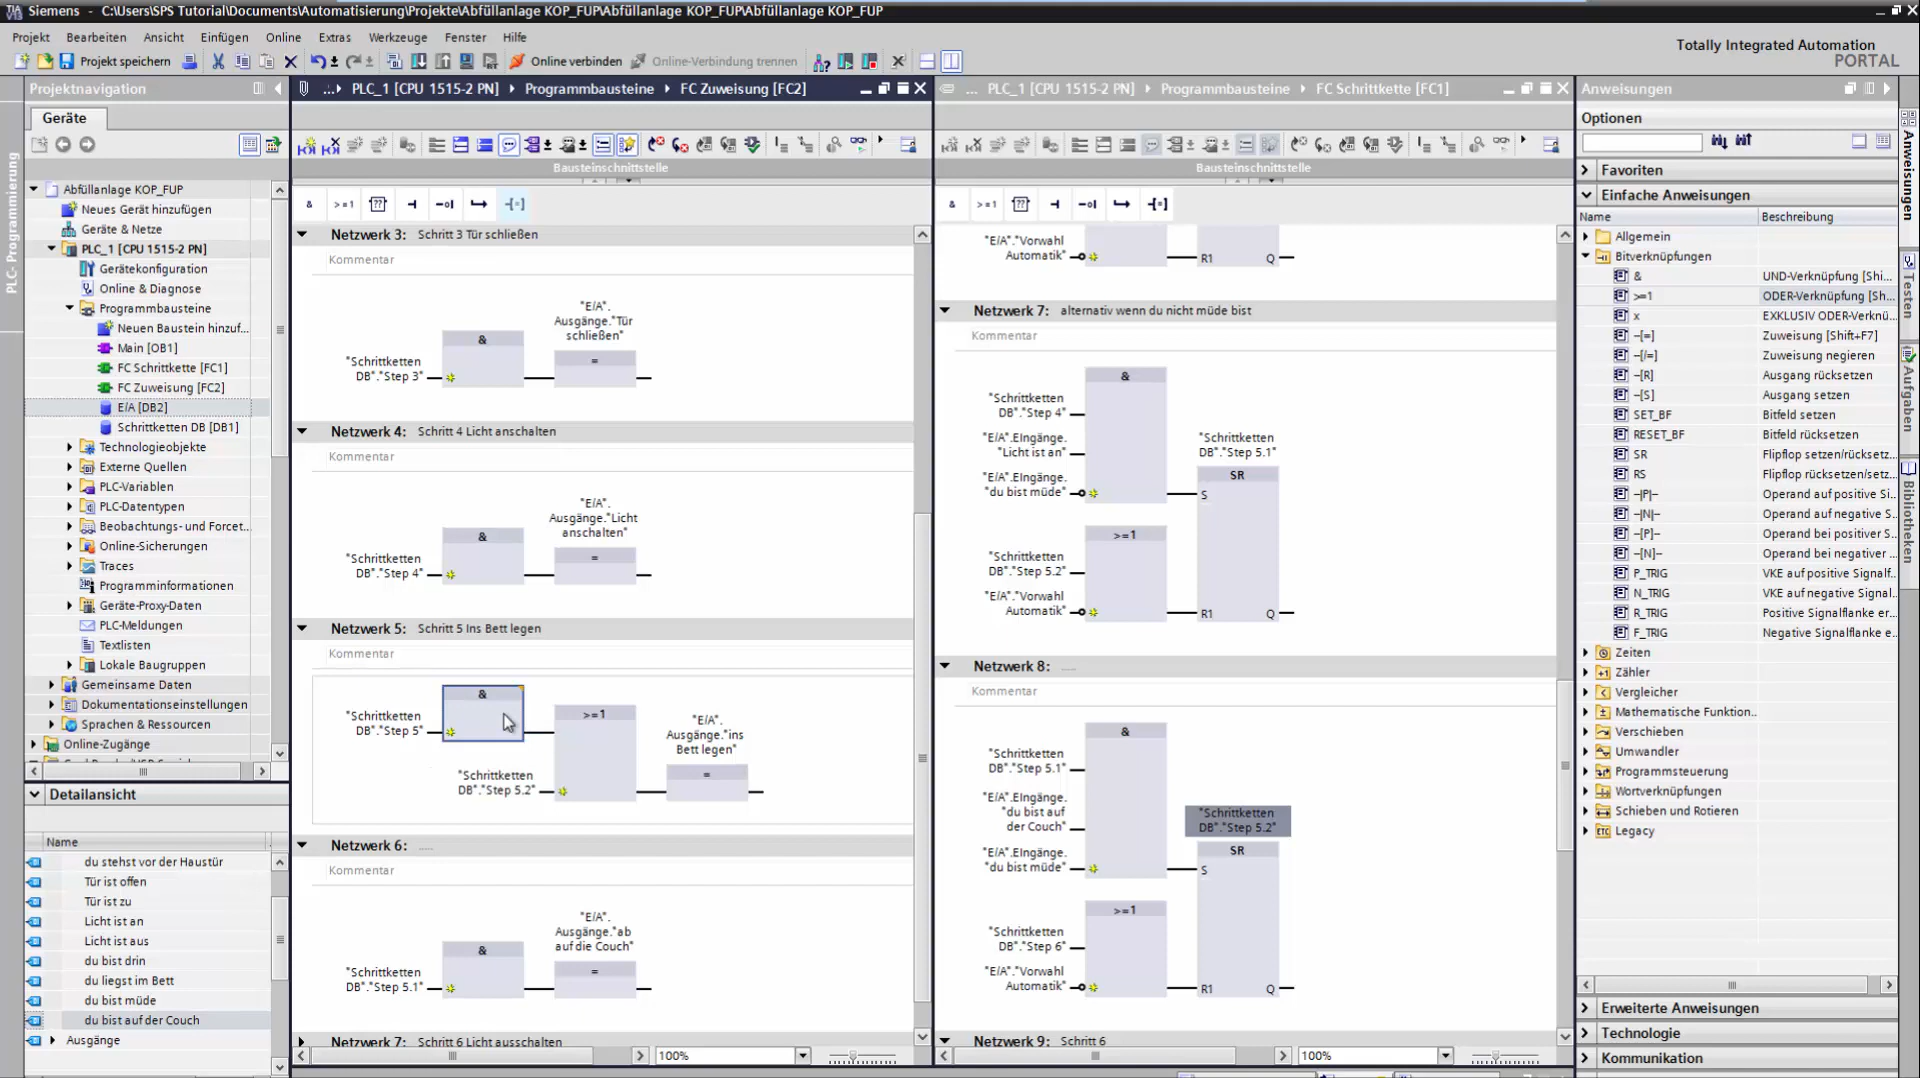 Siemens - C:\Users\SPS Tutorial\Documents\Automatisierung\Projekte\Abfüllanlage KOP_FUP\Abfüllanlage KOP_FUP\Abfüllanlage KOP_FUP
Projekt Bearbeiten Ansicht Einfügen Online Extras Werkzeuge Fenster Hilfe
Totally Integrated Automation
PORTAL
Projekt speichern
Online verbinden
Online-Verbindung trennen
Projektnavigation
Geräte
PLC- Programmierung
Abfüllanlage KOP_FUP
Neues Gerät hinzufügen
Geräte & Netze
PLC_1 [CPU 1515-2 PN]
Gerätekonfiguration
Online & Diagnose
Programmbausteine
Neuen Baustein hinzuf...
Main [OB1]
FC Schrittkette [FC1]
FC Zuweisung [FC2]
E/A [DB2]
Schrittketten DB [DB1]
Technologieobjekte
Externe Quellen
PLC-Variablen
PLC-Datentypen
Beobachtungs- und Forcet...
Online-Sicherungen
Traces
Programminformationen
Geräte-Proxy-Daten
PLC-Meldungen
Textlisten
Lokale Baugruppen
Gemeinsame Daten
Dokumentationseinstellungen
Sprachen & Ressourcen
Online-Zugänge
Detailansicht
Name
du stehst vor der Haustür
Tür ist offen
Tür ist zu
Licht ist an
Licht ist aus
du bist drin
du liegst im Bett
du bist müde
du bist auf der Couch
Ausgänge
... PLC_1 [CPU 1515-2 PN] Programmbausteine FC Zuweisung [FC2]
Bausteinschnittstelle
& >=1 ?? -[=]
Netzwerk 3: Schritt 3 Tür schließen
Kommentar
"E/A".
Ausgänge."Tür
schließen"
&
=
"Schrittketten
DB"."Step 3"
Netzwerk 4: Schritt 4 Licht anschalten
Kommentar
"E/A".
Ausgänge."Licht
anschalten"
&
=
"Schrittketten
DB"."Step 4"
Netzwerk 5: Schritt 5 Ins Bett legen
Kommentar
&
"Schrittketten
DB"."Step 5"
>=1
"E/A".
Ausgänge."ins
Bett legen"
=
"Schrittketten
DB"."Step 5.2"
Netzwerk 6: .....
Kommentar
"E/A".
Ausgänge."ab
auf die Couch"
&
=
"Schrittketten
DB"."Step 5.1"
Netzwerk 7: Schritt 6 Licht ausschalten
100%
... PLC_1 [CPU 1515-2 PN] Programmbausteine FC Schrittkette [FC1]
Bausteinschnittstelle
& >=1 ?? -[=]
"E/A"."Vorwahl
Automatik"
R1 Q
Netzwerk 7: alternativ wenn du nicht müde bist
Kommentar
&
"Schrittketten
DB"."Step 4"
"E/A".EIngänge.
"Licht ist an"
"E/A".EIngänge.
"du bist müde"
"Schrittketten
DB"."Step 5.1"
SR
S
>=1
"Schrittketten
DB"."Step 5.2"
"E/A"."Vorwahl
Automatik"
R1 Q
Netzwerk 8: .....
Kommentar
&
"Schrittketten
DB"."Step 5.1"
"E/A".EIngänge.
"du bist auf
der Couch"
"E/A".EIngänge.
"du bist müde"
"Schrittketten
DB"."Step 5.2"
SR
S
>=1
"Schrittketten
DB"."Step 6"
"E/A"."Vorwahl
Automatik"
R1 Q
Netzwerk 9: Schritt 6
100%
Anweisungen
Optionen
Favoriten
Einfache Anweisungen
Name Beschreibung
Allgemein
Bitverknüpfungen
& UND-Verknüpfung [Shi...
>=1 ODER-Verknüpfung [Sh...
x EXKLUSIV ODER-Verknü...
-[=] Zuweisung [Shift+F7]
-[/=] Zuweisung negieren
-[R] Ausgang rücksetzen
-[S] Ausgang setzen
SET_BF Bitfeld setzen
RESET_BF Bitfeld rücksetzen
SR Flipflop setzen/rücksetz...
RS Flipflop rücksetzen/setz...
-|P|- Operand auf positive Si...
-|N|- Operand auf negative S...
-[P]- Operand bei positiver ...
-[N]- Operand bei negativer ...
P_TRIG VKE auf positive Signalf...
N_TRIG VKE auf negative Signalf...
R_TRIG Positive Signalflanke er...
F_TRIG Negative Signalflanke e...
Zeiten
Zähler
Vergleicher
Mathematische Funktion...
Verschieben
Umwandler
Programmsteuerung
Wortverknüpfungen
Schieben und Rotieren
Legacy
Erweiterte Anweisungen
Technologie
Kommunikation
Anweisungen
Testen
Aufgaben
Bibliotheken